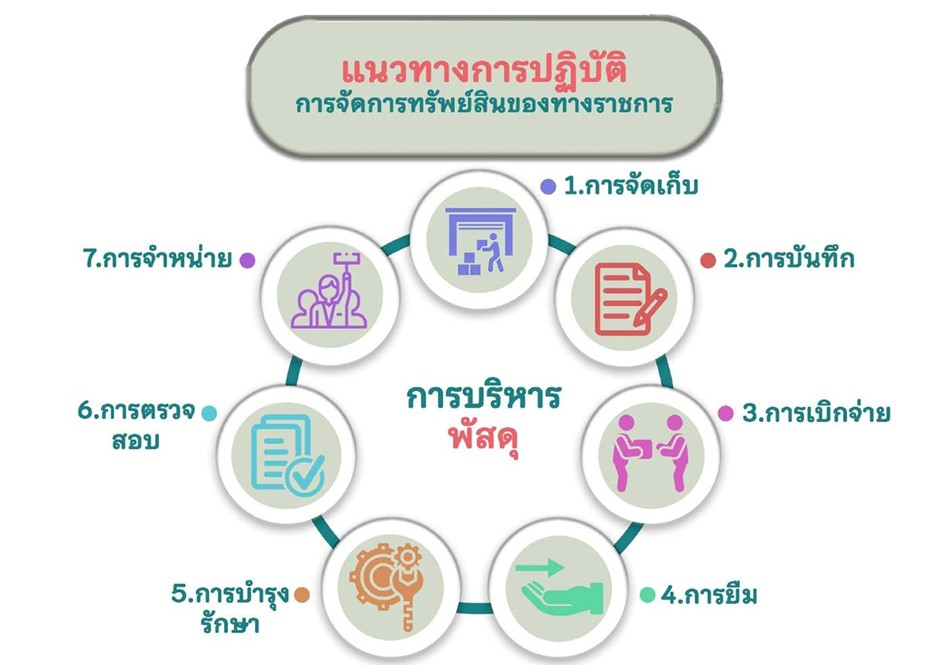 แนวทางการปฏิบัติ
การจัดการทรัพย์สินของทางราชการ
1.การจัดเก็บ
2.การบันทึก
3.การเบิกจ่าย
4.การยืม
5.การบำรุง
รักษา
6.การตรวจ
สอบ
7.การจำหน่าย
การบริหาร
พัสดุ